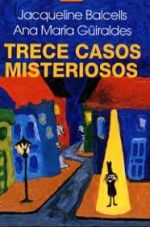 Jacqueline Balcells
Ana María Güiraldes
TRECE CASOS
MISTERIOSOS